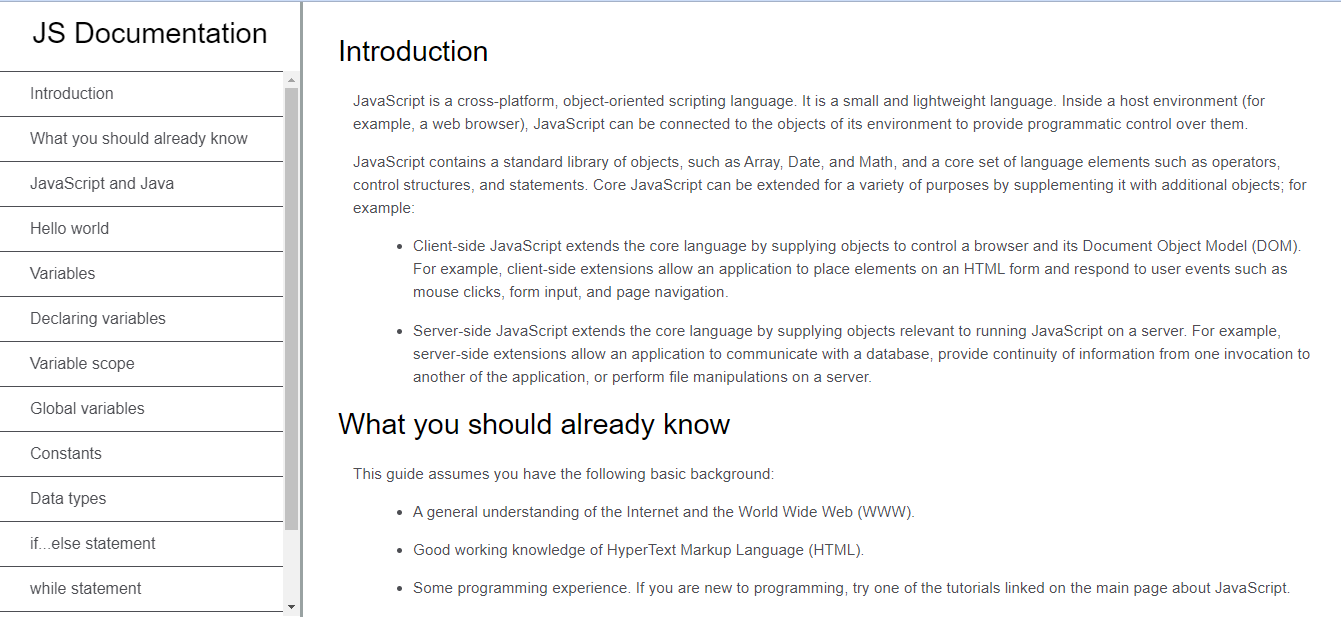 JS Documentation
Introduction
What you should already know
JavaScript and Java
Hello world
Variables
Declaring variables
Variable scope
Global variables
Constants
Data types
if...else statement
while statement
Introduction
JavaScript is a cross-platform, object-oriented scripting language. It is a small and lightweight language. Inside a host environment (for
example, a web browser), JavaScript can be connected to the objects of its environment to provide programmatic control over them.
JavaScript contains a standard library of objects, such as Array, Date, and Math, and a core set of language elements such as operators,
control structures, and statements. Core JavaScript can be extended for a variety of purposes by supplementing it with additional objects; for
example:
• Client-side JavaScript extends the core language by supplying objects to control a browser and its Document Object Model (DOM).
For example, client-side extensions allow an application to place elements on an HTML form and respond to user events such as
mouse clicks, form input, and page navigation.
• Server-side JavaScript extends the core language by supplying objects relevant to running JavaScript on a server. For example,
server-side extensions allow an application to communicate with a database, provide continuity of information from one invocation to
another of the application, or perform file manipulations on a server.
What you should already know
This guide assumes you have the following basic background:
• A general understanding of the Internet and the World Wide Web (WWW).
• Good working knowledge of HyperText Markup Language (HTML).
• Some programming experience. If you are new to programming, try one of the tutorials linked on the main page about JavaScript.